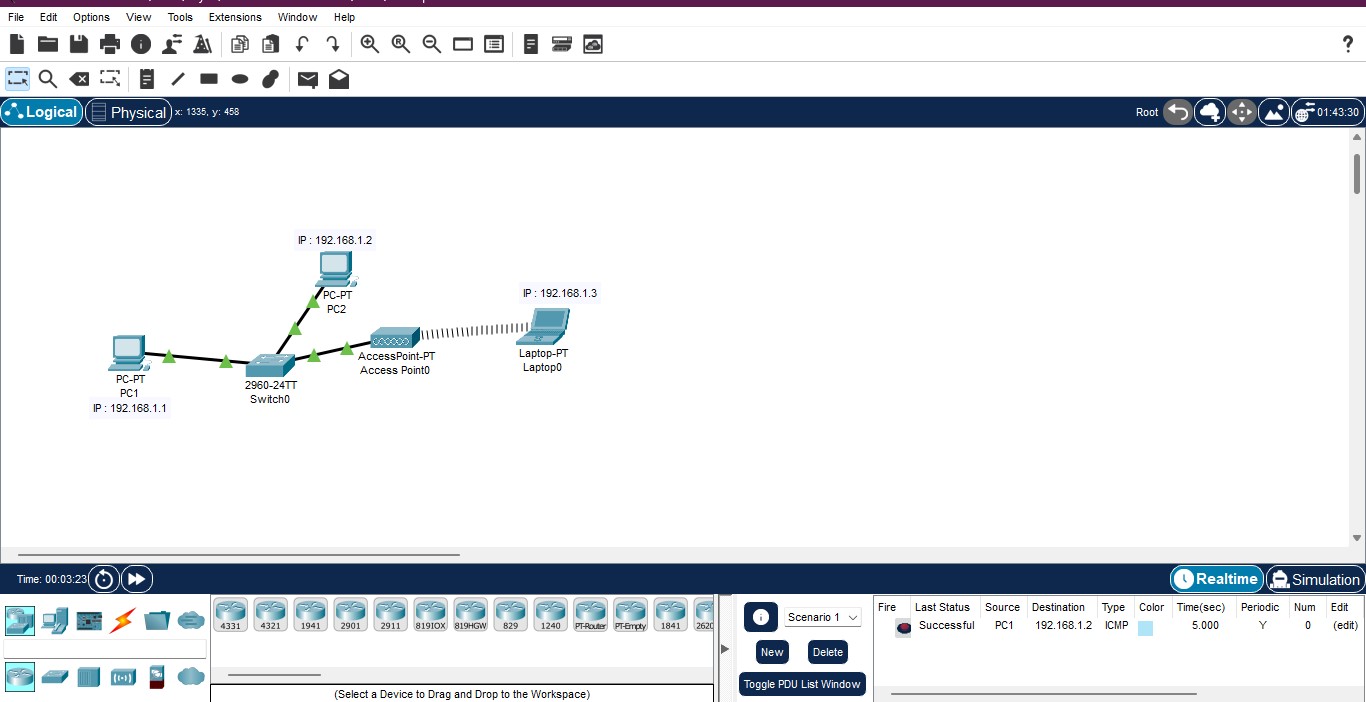 File Edit Options View Tools Extensions Window Help
Logical Physical x: 1335, y: 458 Root 01:43:30
IP : 192.168.1.2
PC-PT
PC2
IP : 192.168.1.3
AccessPoint-PT
Access Point0
Laptop-PT
Laptop0
PC-PT
PC1
IP : 192.168.1.1
2960-24TT
Switch0
Time: 00:03:23 Realtime Simulation
4331 4321 1941 2901 2911 819IOX 819HGW 829 1240 PT-Router PT-Empty 1841 2620
(Select a Device to Drag and Drop to the Workspace)
Scenario 1
New Delete
Toggle PDU List Window
Fire Last Status Source Destination Type Color Time(sec) Periodic Num Edit
Successful PC1 192.168.1.2 ICMP 5.000 Y 0 (edit)